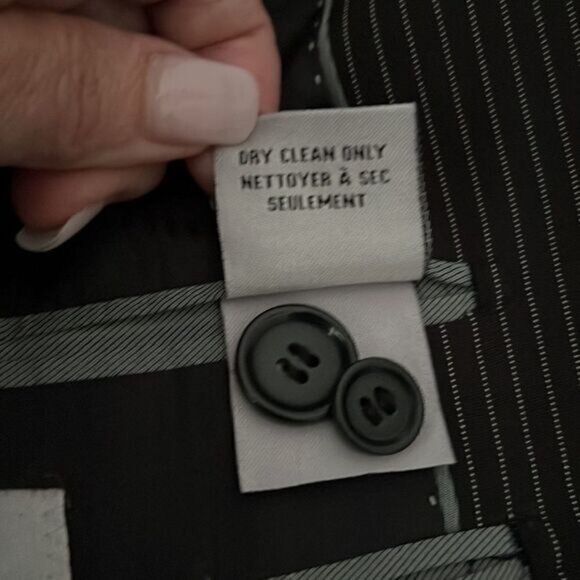 DRY CLEAN ONLY
NETTOYER À SEC
SEULEMENT